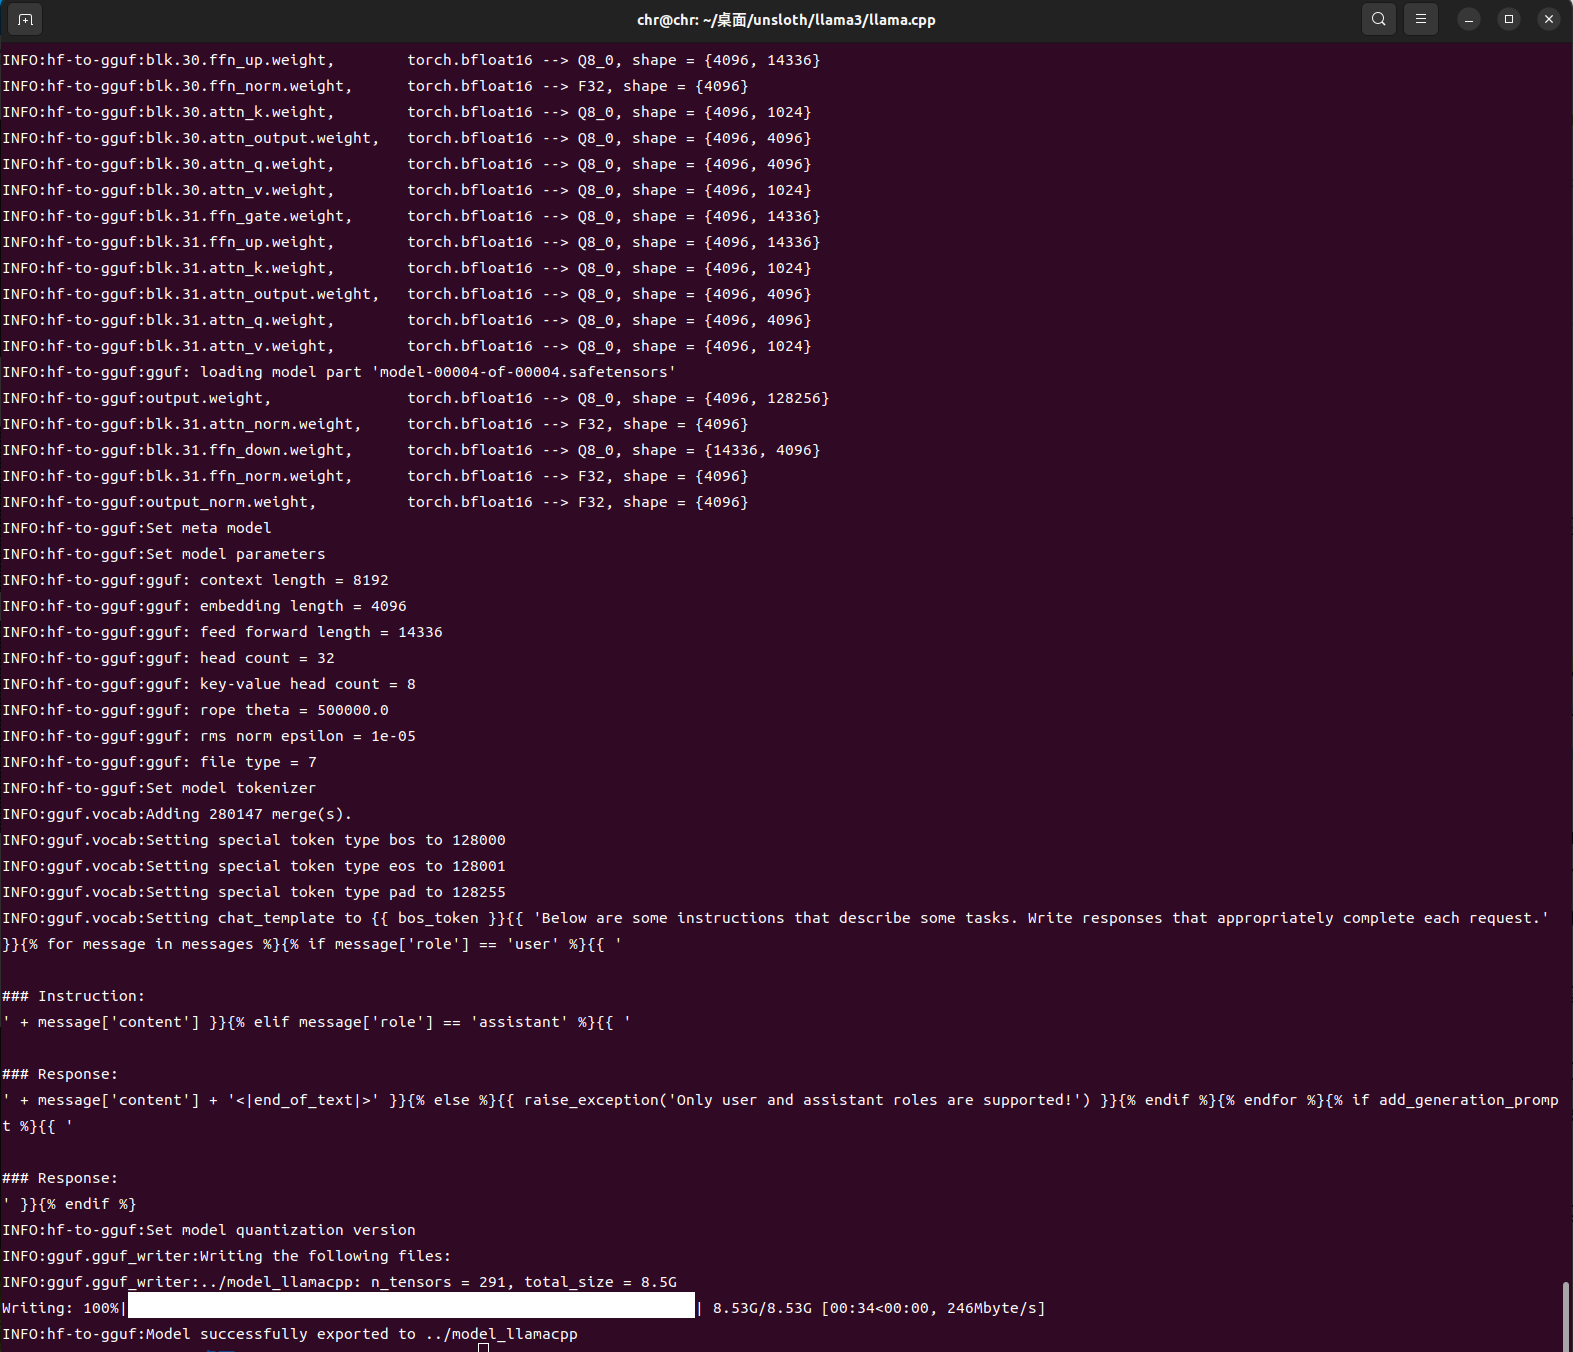 chr@chr: ~/桌面/unsloth/llama3/llama.cpp
INFO:hf-to-gguf:blk.30.ffn_up.weight,        torch.bfloat16 --> Q8_0, shape = {4096, 14336}
INFO:hf-to-gguf:blk.30.ffn_norm.weight,      torch.bfloat16 --> F32, shape = {4096}
INFO:hf-to-gguf:blk.30.attn_k.weight,        torch.bfloat16 --> Q8_0, shape = {4096, 1024}
INFO:hf-to-gguf:blk.30.attn_output.weight,   torch.bfloat16 --> Q8_0, shape = {4096, 4096}
INFO:hf-to-gguf:blk.30.attn_q.weight,        torch.bfloat16 --> Q8_0, shape = {4096, 4096}
INFO:hf-to-gguf:blk.30.attn_v.weight,        torch.bfloat16 --> Q8_0, shape = {4096, 1024}
INFO:hf-to-gguf:blk.31.ffn_gate.weight,      torch.bfloat16 --> Q8_0, shape = {4096, 14336}
INFO:hf-to-gguf:blk.31.ffn_up.weight,        torch.bfloat16 --> Q8_0, shape = {4096, 14336}
INFO:hf-to-gguf:blk.31.attn_k.weight,        torch.bfloat16 --> Q8_0, shape = {4096, 1024}
INFO:hf-to-gguf:blk.31.attn_output.weight,   torch.bfloat16 --> Q8_0, shape = {4096, 4096}
INFO:hf-to-gguf:blk.31.attn_q.weight,        torch.bfloat16 --> Q8_0, shape = {4096, 4096}
INFO:hf-to-gguf:blk.31.attn_v.weight,        torch.bfloat16 --> Q8_0, shape = {4096, 1024}
INFO:hf-to-gguf:gguf: loading model part 'model-00004-of-00004.safetensors'
INFO:hf-to-gguf:output.weight,               torch.bfloat16 --> Q8_0, shape = {4096, 128256}
INFO:hf-to-gguf:blk.31.attn_norm.weight,     torch.bfloat16 --> F32, shape = {4096}
INFO:hf-to-gguf:blk.31.ffn_down.weight,      torch.bfloat16 --> Q8_0, shape = {14336, 4096}
INFO:hf-to-gguf:blk.31.ffn_norm.weight,      torch.bfloat16 --> F32, shape = {4096}
INFO:hf-to-gguf:output_norm.weight,          torch.bfloat16 --> F32, shape = {4096}
INFO:hf-to-gguf:Set meta model
INFO:hf-to-gguf:Set model parameters
INFO:hf-to-gguf:gguf: context length = 8192
INFO:hf-to-gguf:gguf: embedding length = 4096
INFO:hf-to-gguf:gguf: feed forward length = 14336
INFO:hf-to-gguf:gguf: head count = 32
INFO:hf-to-gguf:gguf: key-value head count = 8
INFO:hf-to-gguf:gguf: rope theta = 500000.0
INFO:hf-to-gguf:gguf: rms norm epsilon = 1e-05
INFO:hf-to-gguf:gguf: file type = 7
INFO:hf-to-gguf:Set model tokenizer
INFO:gguf.vocab:Adding 280147 merge(s).
INFO:gguf.vocab:Setting special token type bos to 128000
INFO:gguf.vocab:Setting special token type eos to 128001
INFO:gguf.vocab:Setting special token type pad to 128255
INFO:gguf.vocab:Setting chat_template to {{ bos_token }}{{ 'Below are some instructions that describe some tasks. Write responses that appropriately complete each request.'
}}{% for message in messages %}{% if message['role'] == 'user' %}{{ '
### Instruction:
' + message['content'] }}{% elif message['role'] == 'assistant' %}{{ '
### Response:
' + message['content'] + '<|end_of_text|>' }}{% else %}{{ raise_exception('Only user and assistant roles are supported!') }}{% endif %}{% endfor %}{% if add_generation_promp
t %}{{ '
### Response:
' }}{% endif %}
INFO:hf-to-gguf:Set model quantization version
INFO:gguf.gguf_writer:Writing the following files:
INFO:gguf.gguf_writer:../model_llamacpp: n_tensors = 291, total_size = 8.5G
Writing: 100%|                                                               | 8.53G/8.53G [00:34<00:00, 246Mbyte/s]
INFO:hf-to-gguf:Model successfully exported to ../model_llamacpp